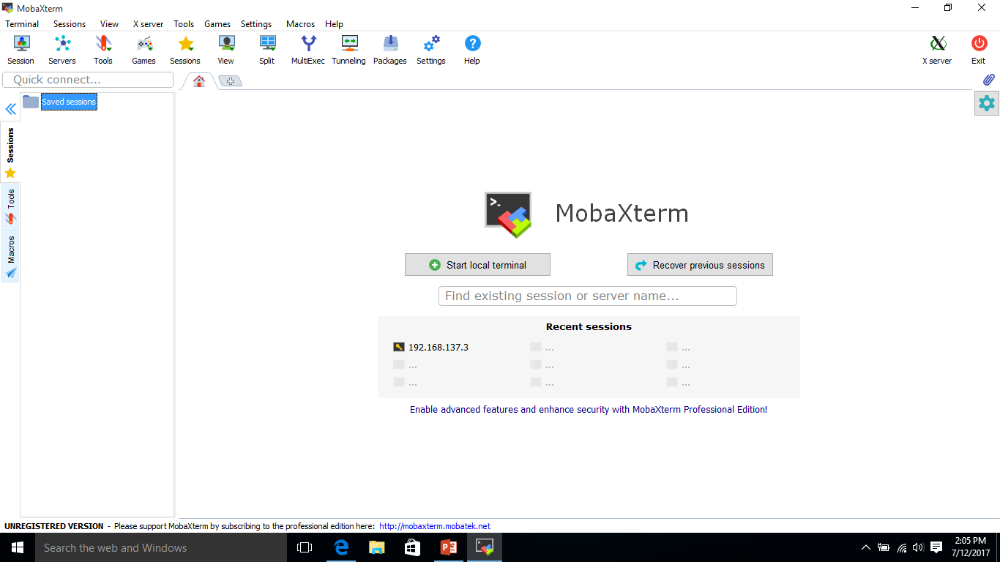 MobaXterm
Terminal Sessions View X server Tools Games Settings Macros Help
Session Servers Tools Games Sessions View Split MultiExec Tunneling Packages Settings Help X server Exit
Quick connect...
Saved sessions
Sessions
Tools
Macros
>_
MobaXterm
Start local terminal Recover previous sessions
Find existing session or server name...
Recent sessions
192.168.137.3 ... ...
... ... ...
... ... ...
Enable advanced features and enhance security with MobaXterm Professional Edition!
UNREGISTERED VERSION - Please support MobaXterm by subscribing to the professional edition here: http://mobaxterm.mobatek.net
Search the web and Windows
2:05 PM
7/12/2017